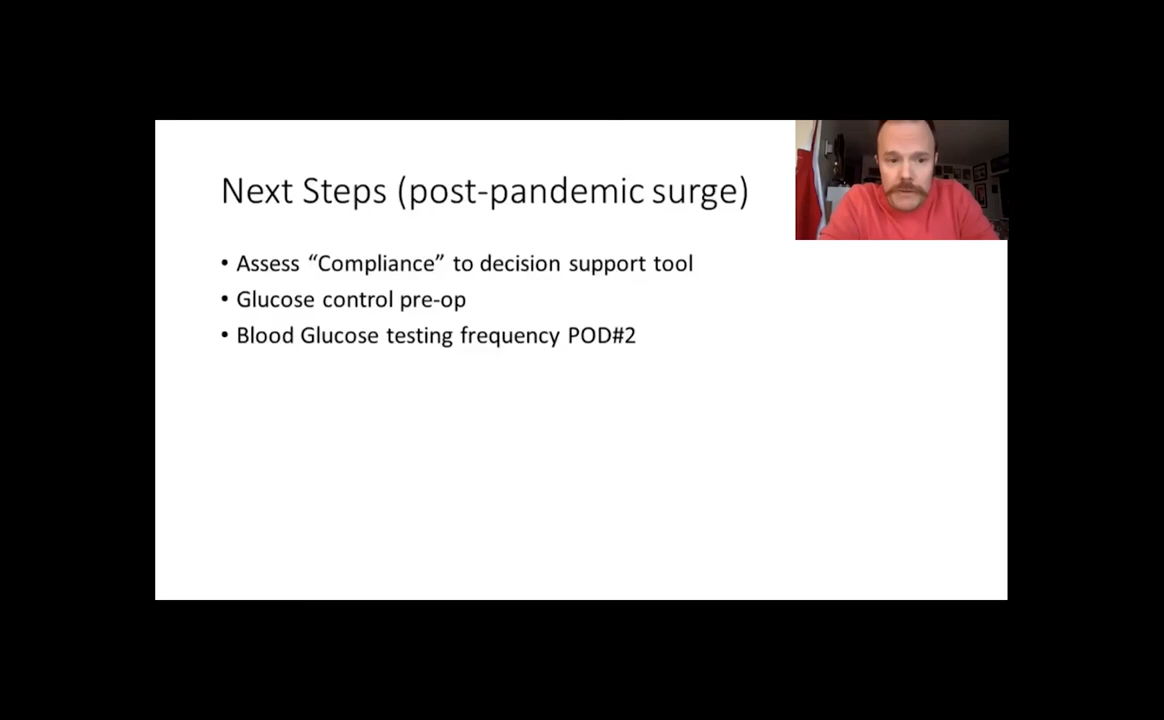 Next Steps (post-pandemic surge)
• Assess “Compliance” to decision support tool
• Glucose control pre-op
• Blood Glucose testing frequency POD#2